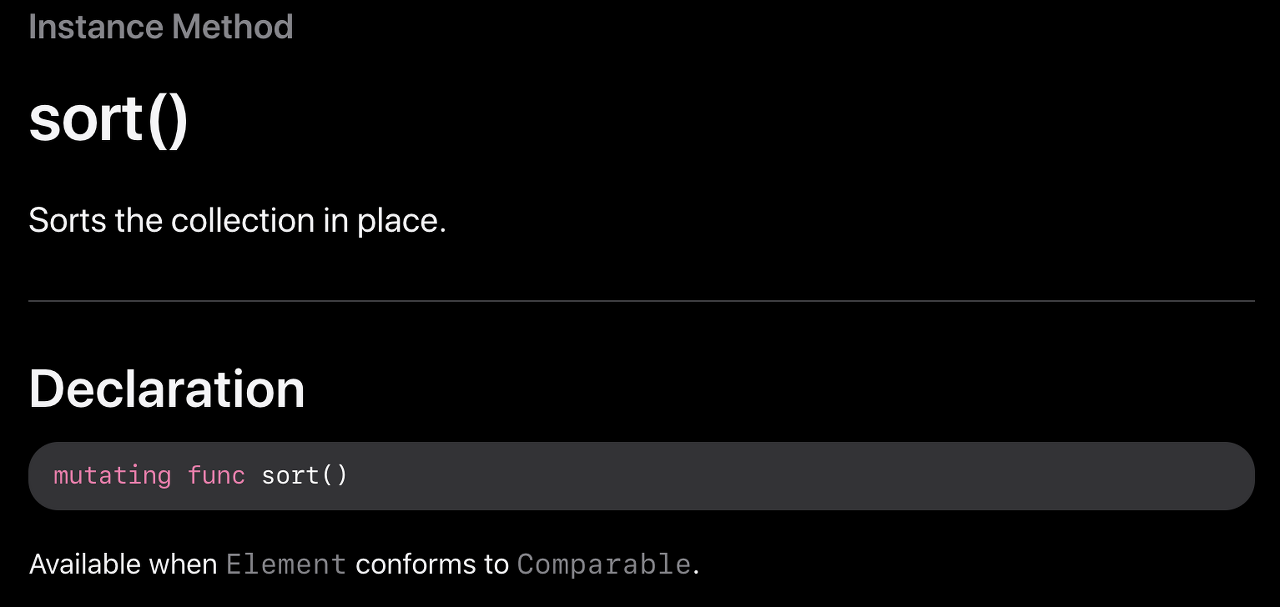 Instance Method
sort()
Sorts the collection in place.
Declaration
mutating func sort()
Available when Element conforms to Comparable.